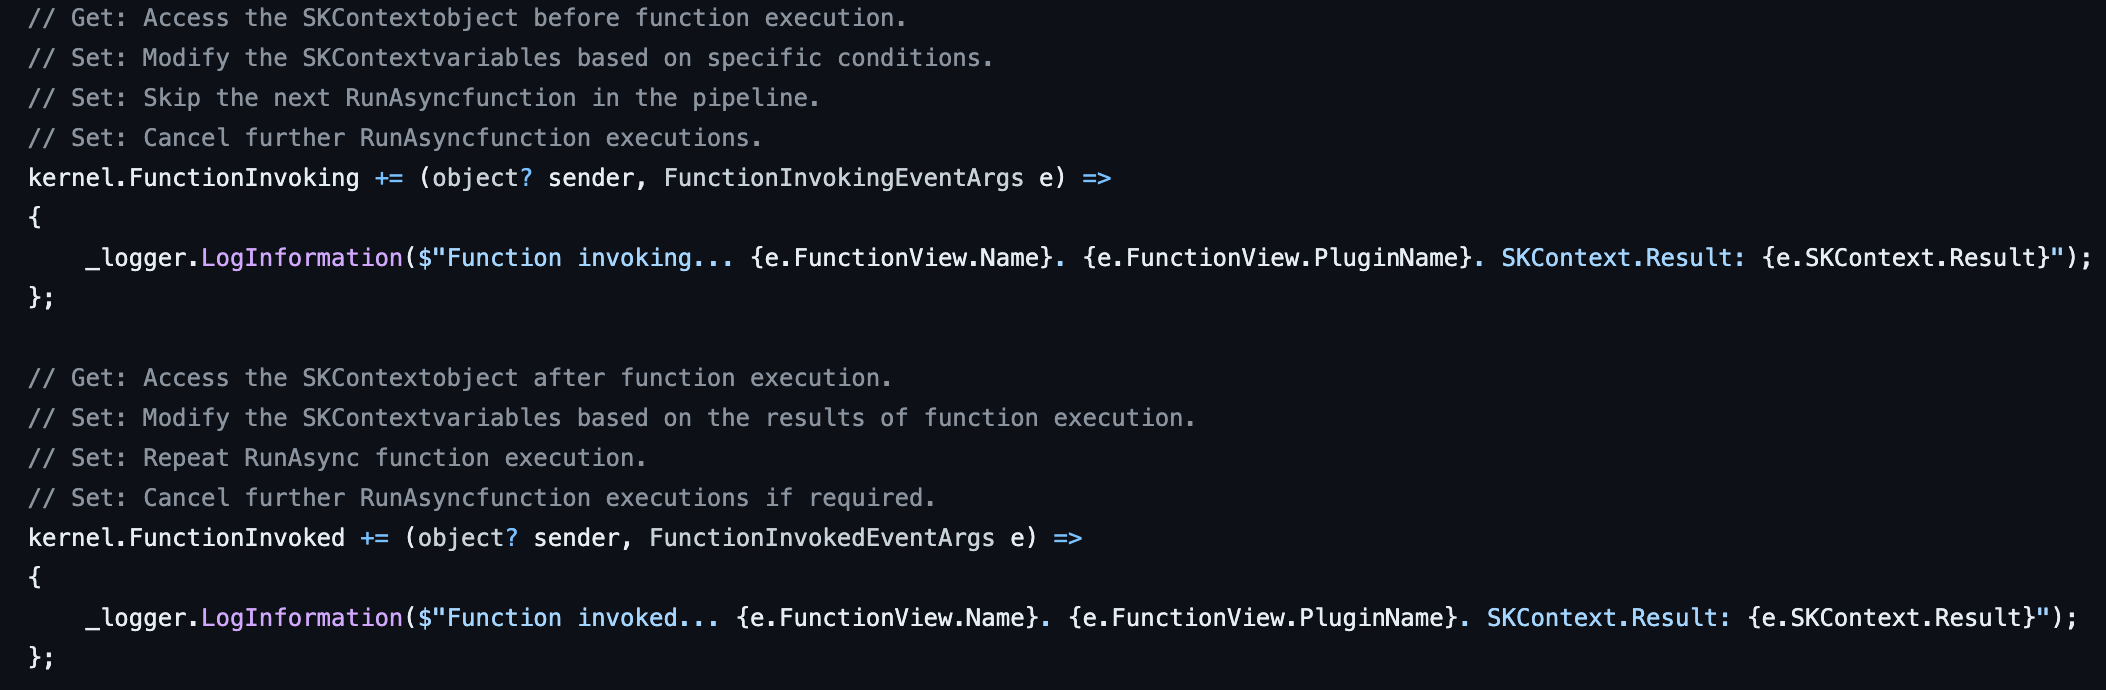 // Get: Access the SKContextobject before function execution.
// Set: Modify the SKContextvariables based on specific conditions.
// Set: Skip the next RunAsyncfunction in the pipeline.
// Set: Cancel further RunAsyncfunction executions.
kernel.FunctionInvoking += (object? sender, FunctionInvokingEventArgs e) =>
{
    _logger.LogInformation($"Function invoking... {e.FunctionView.Name}. {e.FunctionView.PluginName}. SKContext.Result: {e.SKContext.Result}");
};

// Get: Access the SKContextobject after function execution.
// Set: Modify the SKContextvariables based on the results of function execution.
// Set: Repeat RunAsync function execution.
// Set: Cancel further RunAsyncfunction executions if required.
kernel.FunctionInvoked += (object? sender, FunctionInvokedEventArgs e) =>
{
    _logger.LogInformation($"Function invoked... {e.FunctionView.Name}. {e.FunctionView.PluginName}. SKContext.Result: {e.SKContext.Result}");
};